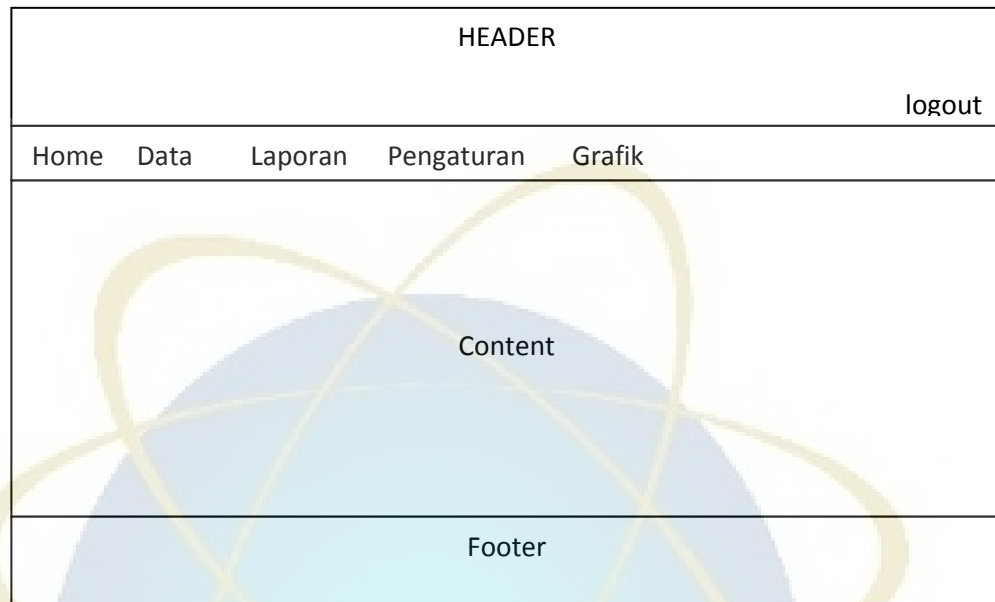 HEADER
logout
Home Data Laporan Pengaturan Grafik
Content
Footer